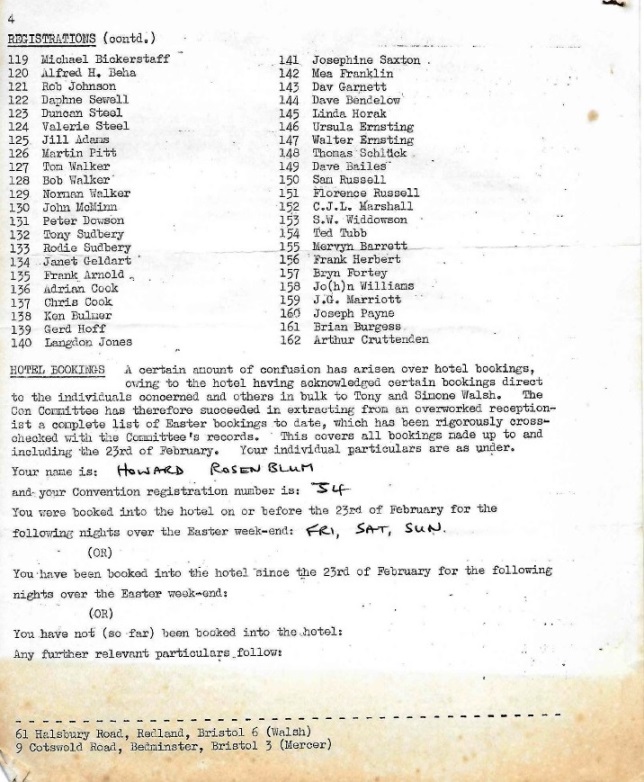 4
REGISTRATIONS (contd.)
119 Michael Bickerstaff
120 Alfred H. Beha
121 Rob Johnson
122 Daphne Sewell
123 Duncan Steel
124 Valerie Steel
125 Jill Adams
126 Martin Pitt
127 Tom Walker
128 Bob Walker
129 Norman Walker
130 John McMinn
131 Peter Dowson
132 Tony Sudbery
133 Rodie Sudbery
134 Janet Geldart
135 Frank Arnold
136 Adrian Cook
137 Chris Cook
138 Ken Bulmer
139 Gerd Hoff
140 Langdon Jones
141 Josephine Saxton
142 Mea Franklin
143 Dav Garnett
144 Dave Bendelow
145 Linda Horak
146 Ursula Ernsting
147 Walter Ernsting
148 Thomas Schlück
149 Dave Bailes
150 Sam Russell
151 Florence Russell
152 C.J.L. Marshall
153 S.W. Widdowson
154 Ted Tubb
155 Mervyn Barrett
156 Frank Herbert
157 Bryn Fortey
158 Jo(h)n Williams
159 J.G. Marriott
160 Joseph Payne
161 Brian Burgess
162 Arthur Cruttenden
HOTEL BOOKINGS A certain amount of confusion has arisen over hotel bookings,
owing to the hotel having acknowledged certain bookings direct
to the individuals concerned and others in bulk to Tony and Simone Walsh. The
Con Committee has therefore succeeded in extracting from an overworked reception-
ist a complete list of Easter bookings to date, which has been rigorously cross-
checked with the Committee's records. This covers all bookings made up to and
including the 23rd of February. Your individual particulars are as under.
Your name is: HOWARD ROSENBLUM
and your Convention registration number is: 54
You were booked into the hotel on or before the 23rd of February for the
following nights over the Easter week-end: FRI, SAT, SUN.
(OR)
You have been booked into the hotel since the 23rd of February for the following
nights over the Easter week-end:
(OR)
You have not (so far) been booked into the hotel:
Any further relevant particulars follow:
61 Halsbury Road, Redland, Bristol 6 (Walsh)
9 Cotswold Road, Bedminster, Bristol 3 (Mercer)